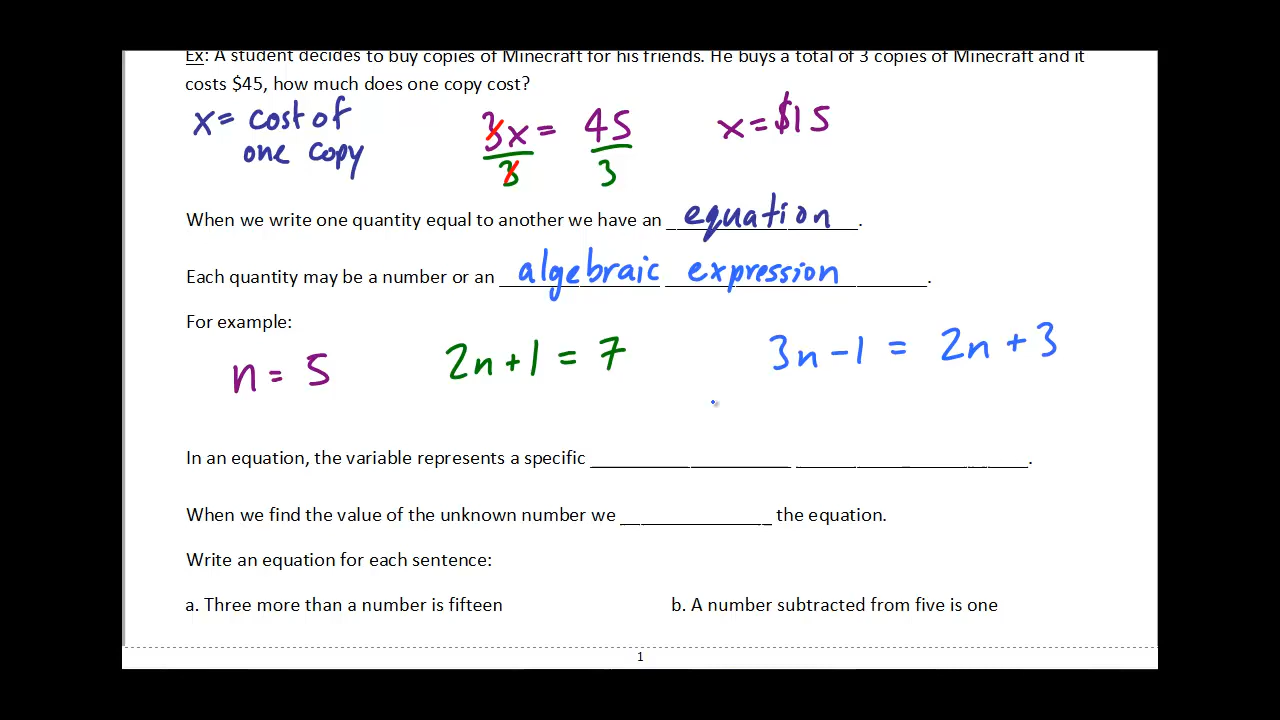 Ex: A student decides to buy copies of Minecraft for his friends. He buys a total of 3 copies of Minecraft and it
costs $45, how much does one copy cost?
x = cost of one copy
3x = 45
3 3
x = $15
When we write one quantity equal to another we have an equation.
Each quantity may be a number or an algebraic expression.
For example:
n = 5 2n + 1 = 7 3n - 1 = 2n + 3
In an equation, the variable represents a specific ____________________ ____________________.
When we find the value of the unknown number we _______________ the equation.
Write an equation for each sentence:
a. Three more than a number is fifteen b. A number subtracted from five is one
1